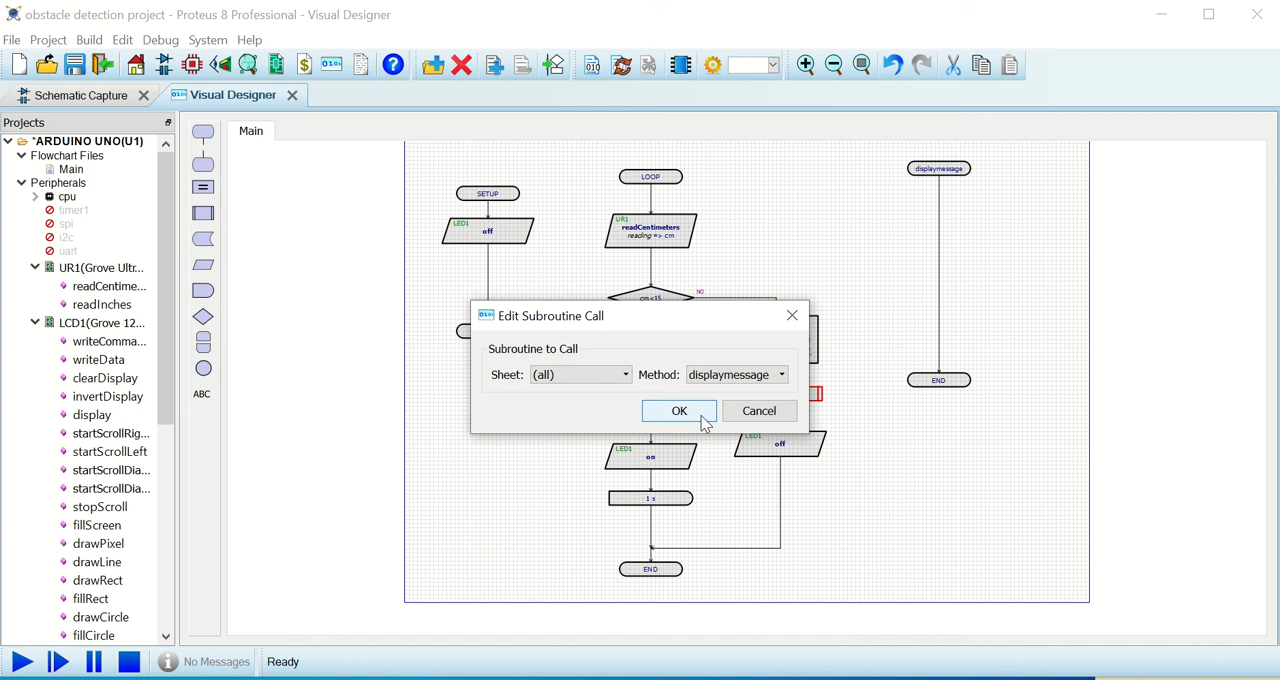 obstacle detection project - Proteus 8 Professional - Visual Designer
File Project Build Edit Debug System Help
Schematic Capture
Visual Designer
Projects
Main
*ARDUINO UNO(U1)
Flowchart Files
Main
Peripherals
cpu
timer1
spi
i2c
uart
UR1(Grove Ultr...
readCentime...
readInches
LCD1(Grove 12...
writeComma...
writeData
clearDisplay
invertDisplay
display
startScrollRig...
startScrollLeft
startScrollDia...
startScrollDia...
stopScroll
fillScreen
drawPixel
drawLine
drawRect
fillRect
drawCircle
fillCircle
ABC
SETUP
LED1
off
LOOP
UR1
readCentimeters
reading => cm
cm <15
NO
displaymessage
END
Edit Subroutine Call
Subroutine to Call
Sheet: (all) Method: displaymessage
OK Cancel
LED1
on
LED1
off
1 s
END
No Messages
Ready